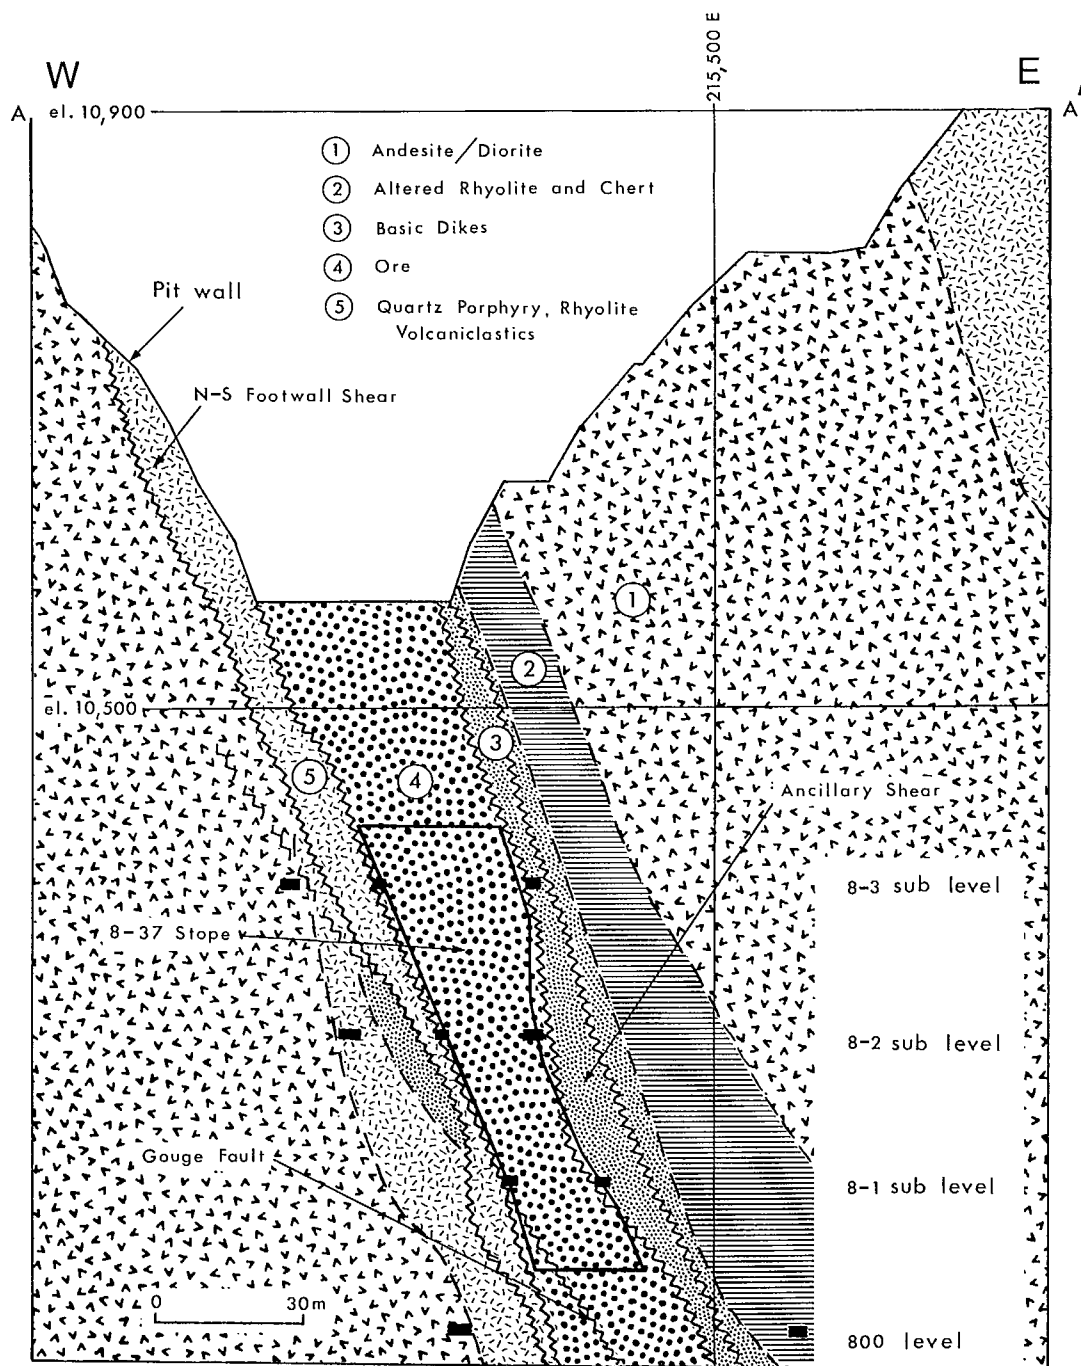 215,500 E
W
E
A
el. 10,900
A'
1 Andesite/Diorite
2 Altered Rhyolite and Chert
3 Basic Dikes
4 Ore
5 Quartz Porphyry, Rhyolite
Volcaniclastics
Pit wall
N-S Footwall Shear
1
2
el. 10,500
3
5
4
Ancillary Shear
8-3 sub level
8-37 Stope
8-2 sub level
Gouge Fault
8-1 sub level
0 30m
800 level